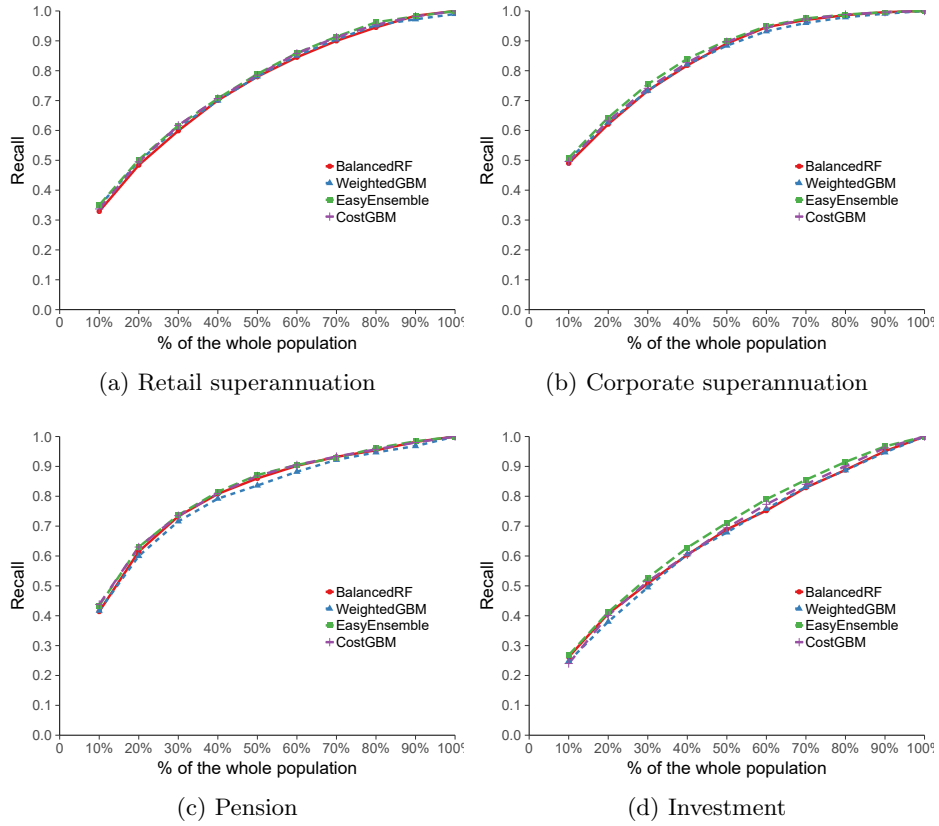 1.0
0.9
0.8
0.7
0.6
0.5
0.4
0.3
0.2
0.1
0.0
Recall
BalancedRF
WeightedGBM
EasyEnsemble
CostGBM
0 10% 20% 30% 40% 50% 60% 70% 80% 90% 100%
% of the whole population
(a) Retail superannuation
1.0
0.9
0.8
0.7
0.6
0.5
0.4
0.3
0.2
0.1
0.0
Recall
BalancedRF
WeightedGBM
EasyEnsemble
CostGBM
0 10% 20% 30% 40% 50% 60% 70% 80% 90% 100%
% of the whole population
(b) Corporate superannuation
1.0
0.9
0.8
0.7
0.6
0.5
0.4
0.3
0.2
0.1
0.0
Recall
BalancedRF
WeightedGBM
EasyEnsemble
CostGBM
0 10% 20% 30% 40% 50% 60% 70% 80% 90% 100%
% of the whole population
(c) Pension
1.0
0.9
0.8
0.7
0.6
0.5
0.4
0.3
0.2
0.1
0.0
Recall
BalancedRF
WeightedGBM
EasyEnsemble
CostGBM
0 10% 20% 30% 40% 50% 60% 70% 80% 90% 100%
% of the whole population
(d) Investment